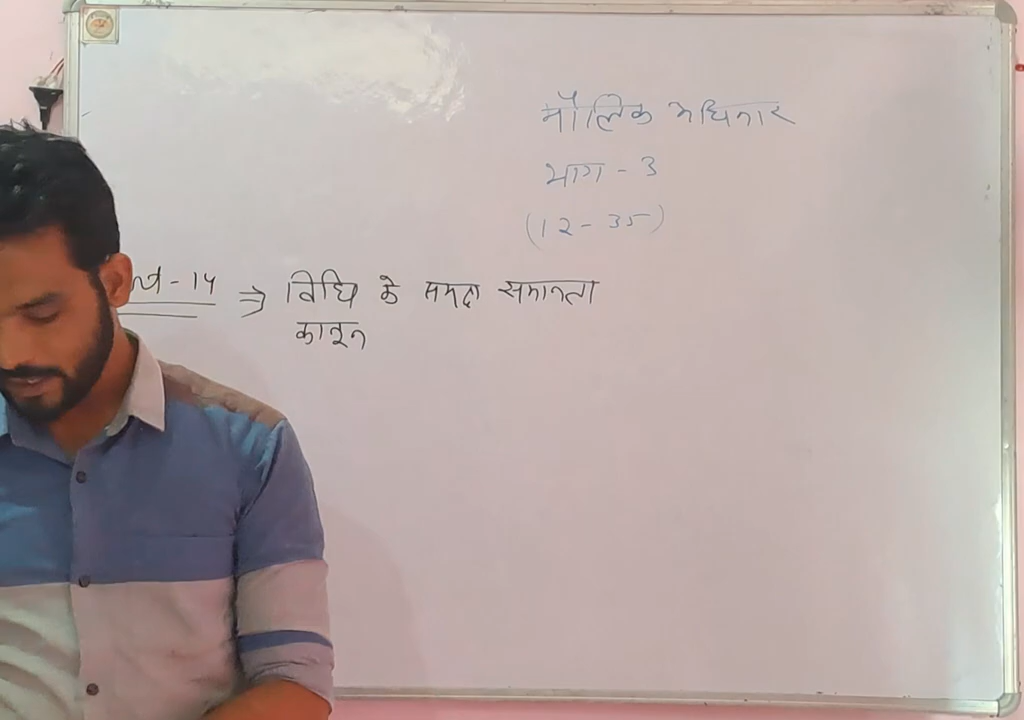 मौलिक अधिकार
भाग - 3
(12 - 35)
- 14 ⇒ विधि के समक्ष समानता
कानून